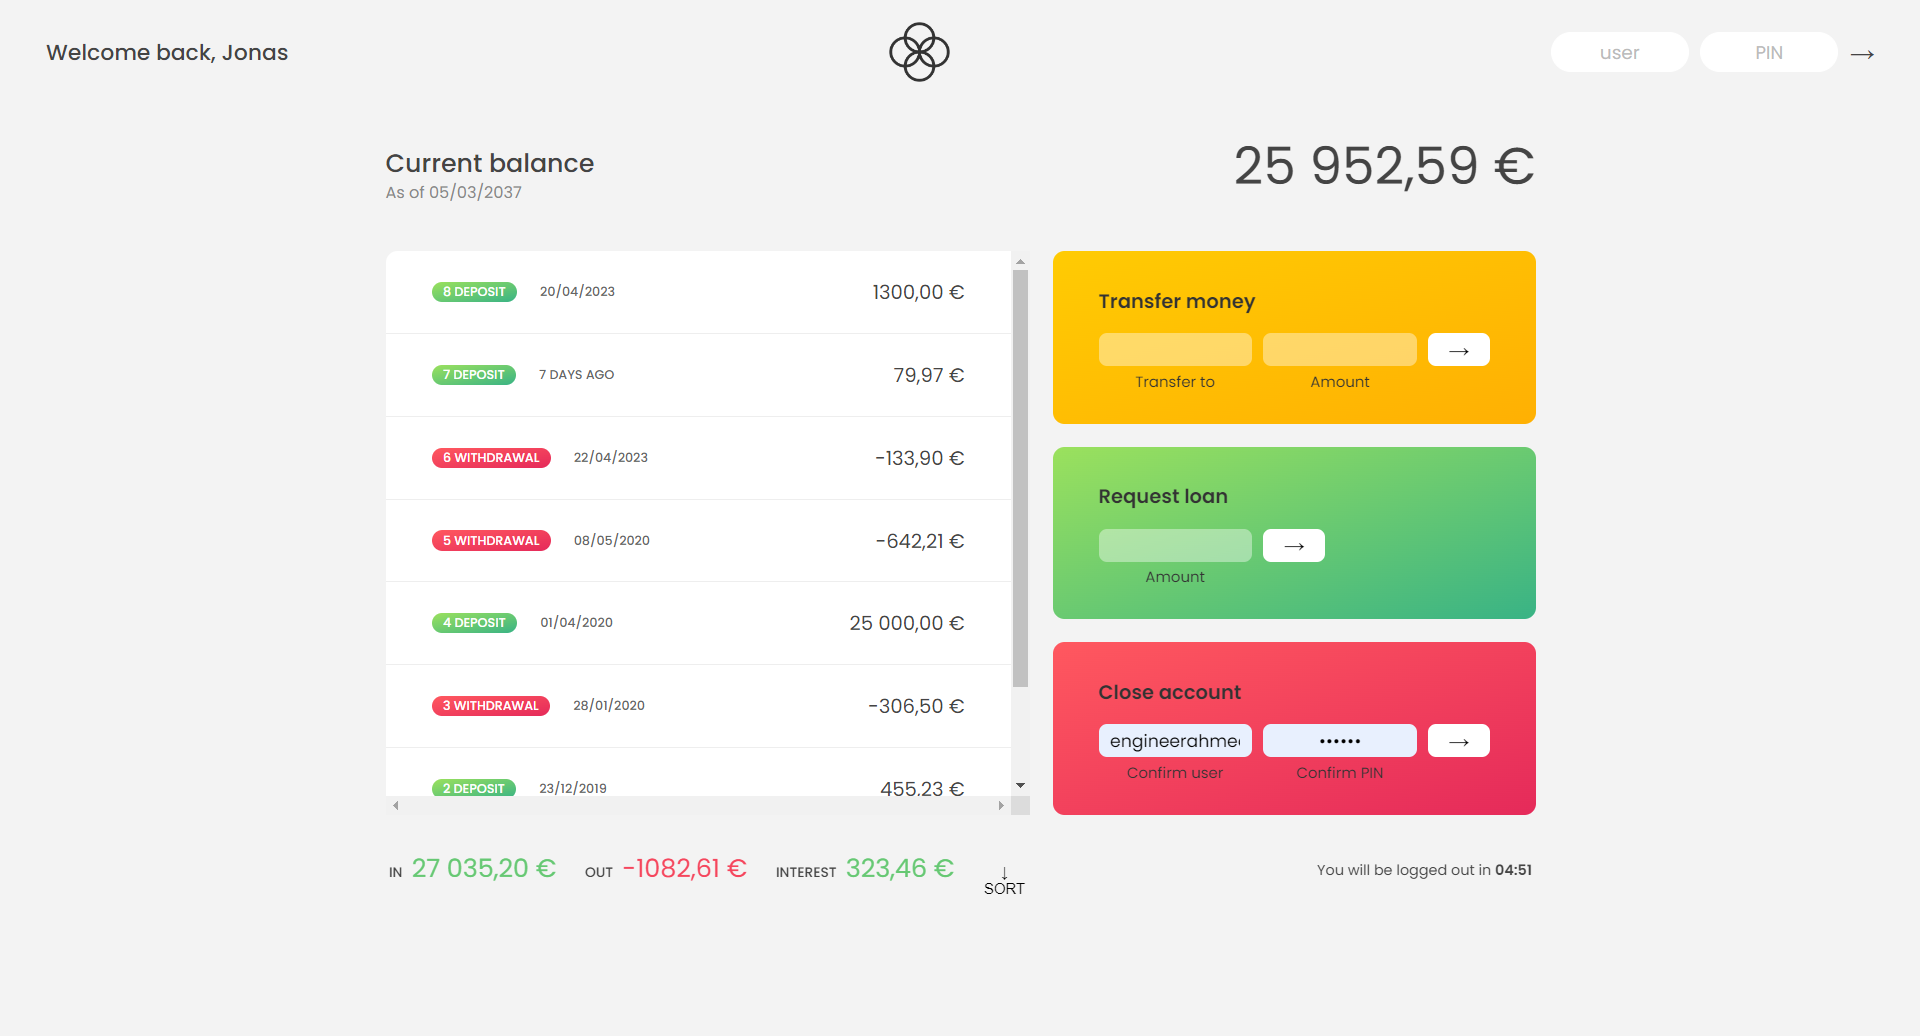 Welcome back, Jonas
user
PIN
→
Current balance
As of 05/03/2037
25 952,59 €
8 DEPOSIT 20/04/2023 1300,00 €
7 DEPOSIT 7 DAYS AGO 79,97 €
6 WITHDRAWAL 22/04/2023 -133,90 €
5 WITHDRAWAL 08/05/2020 -642,21 €
4 DEPOSIT 01/04/2020 25 000,00 €
3 WITHDRAWAL 28/01/2020 -306,50 €
2 DEPOSIT 23/12/2019 455,23 €
Transfer money
→
Transfer to Amount
Request loan
→
Amount
Close account
engineerahme •••••• →
Confirm user Confirm PIN
IN 27 035,20 € OUT -1082,61 € INTEREST 323,46 €
↓
SORT
You will be logged out in 04:51